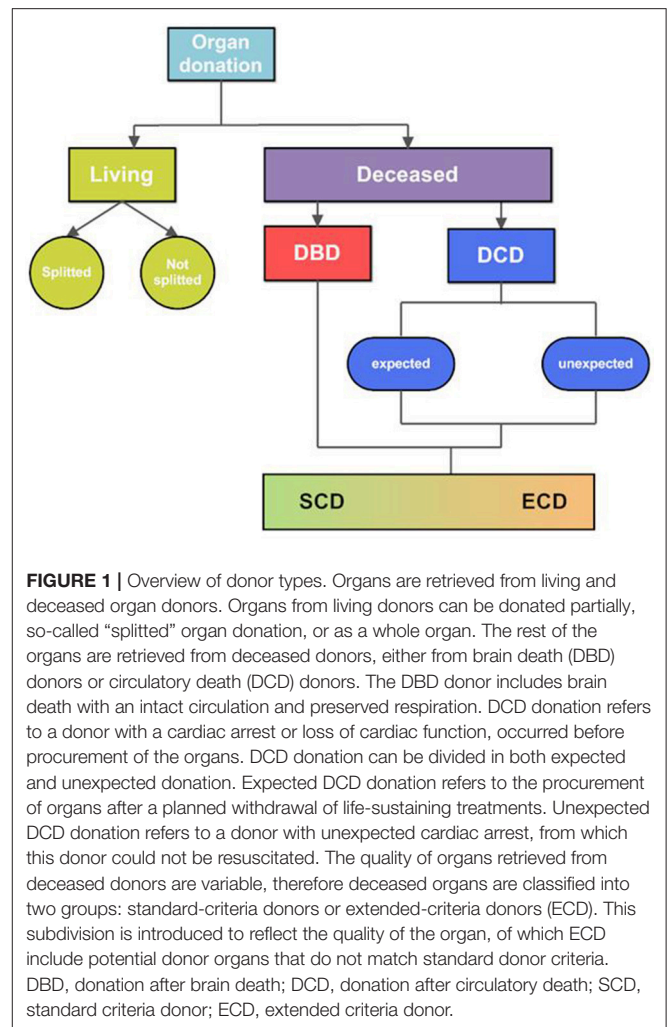 Organ
donation
Living
Deceased
Splitted
Not
splitted
DBD
DCD
expected
unexpected
SCD
ECD
FIGURE 1 | Overview of donor types. Organs are retrieved from living and
deceased organ donors. Organs from living donors can be donated partially,
so-called “splitted” organ donation, or as a whole organ. The rest of the
organs are retrieved from deceased donors, either from brain death (DBD)
donors or circulatory death (DCD) donors. The DBD donor includes brain
death with an intact circulation and preserved respiration. DCD donation refers
to a donor with a cardiac arrest or loss of cardiac function, occurred before
procurement of the organs. DCD donation can be divided in both expected
and unexpected donation. Expected DCD donation refers to the procurement
of organs after a planned withdrawal of life-sustaining treatments. Unexpected
DCD donation refers to a donor with unexpected cardiac arrest, from which
this donor could not be resuscitated. The quality of organs retrieved from
deceased donors are variable, therefore deceased organs are classified into
two groups: standard-criteria donors or extended-criteria donors (ECD). This
subdivision is introduced to reflect the quality of the organ, of which ECD
include potential donor organs that do not match standard donor criteria.
DBD, donation after brain death; DCD, donation after circulatory death; SCD,
standard criteria donor; ECD, extended criteria donor.